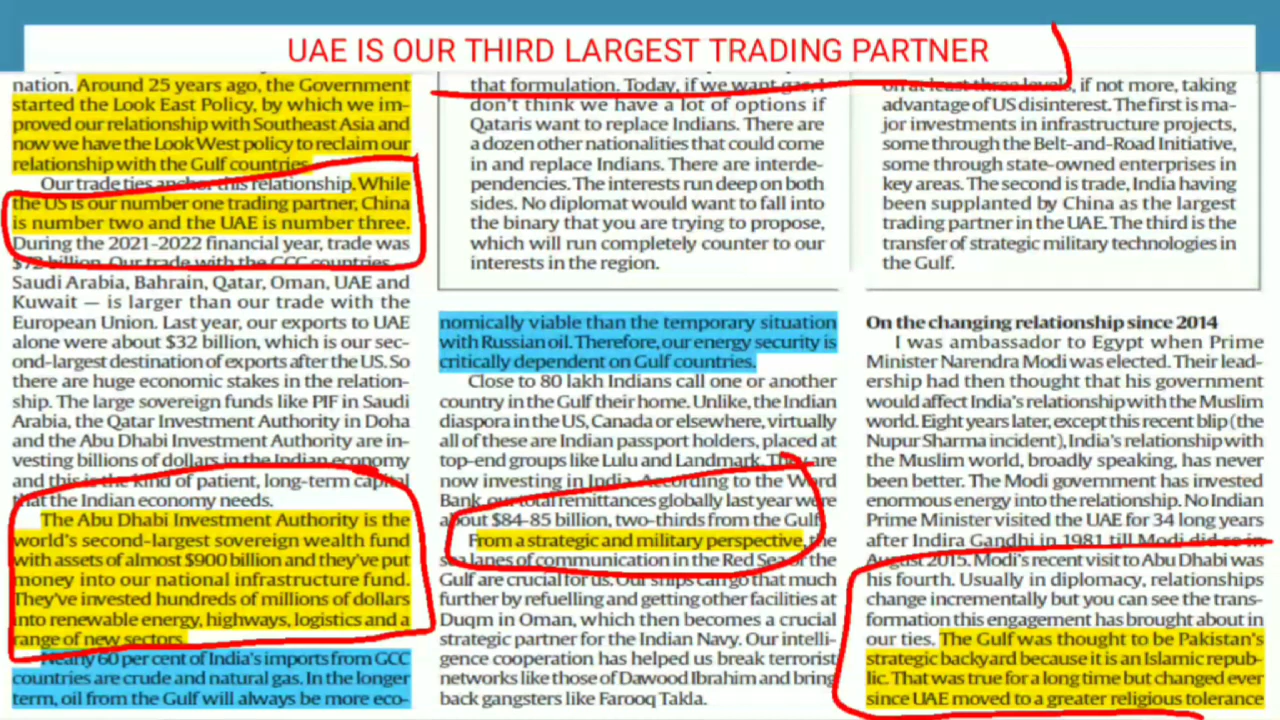 UAE IS OUR THIRD LARGEST TRADING PARTNER
nation. Around 25 years ago, the Government
started the Look East Policy, by which we im-
proved our relationship with Southeast Asia and
now we have the Look West policy to reclaim our
relationship with the Gulf countries.
Our trade ties anchor this relationship. While
the US is our number one trading partner, China
is number two and the UAE is number three.
During the 2021-2022 financial year, trade was
$72 billion. Our trade with the GCC countries
Saudi Arabia, Bahrain, Qatar, Oman, UAE and
Kuwait — is larger than our trade with the
European Union. Last year, our exports to UAE
alone were about $32 billion, which is our sec-
ond-largest destination of exports after the US. So
there are huge economic stakes in the relation-
ship. The large sovereign funds like PIF in Saudi
Arabia, the Qatar Investment Authority in Doha
and the Abu Dhabi Investment Authority are in-
vesting billions of dollars in the Indian economy
and this is the kind of patient, long-term capital
that the Indian economy needs.
The Abu Dhabi Investment Authority is the
world's second-largest sovereign wealth fund
with assets of almost $900 billion and they've put
money into our national infrastructure fund.
They've invested hundreds of millions of dollars
into renewable energy, highways, logistics and a
range of new sectors.
Nearly 60 per cent of India's imports from GCC
countries are crude and natural gas. In the longer
term, oil from the Gulf will always be more eco-
that formulation. Today, if we want gas, I
don't think we have a lot of options if
Qataris want to replace Indians. There are
a dozen other nationalities that could come
in and replace Indians. There are interde-
pendencies. The interests run deep on both
sides. No diplomat would want to fall into
the binary that you are trying to propose,
which will run completely counter to our
interests in the region.
nomically viable than the temporary situation
with Russian oil. Therefore, our energy security is
critically dependent on Gulf countries.
Close to 80 lakh Indians call one or another
country in the Gulf their home. Unlike, the Indian
diaspora in the US, Canada or elsewhere, virtually
all of these are Indian passport holders, placed at
top-end groups like Lulu and Landmark. They are
now investing in India. According to the Word
Bank, our total remittances globally last year were
about $84-85 billion, two-thirds from the Gulf.
From a strategic and military perspective, the
sea lanes of communication in the Red Sea or the
Gulf are crucial for us. Our ships can go that much
further by refuelling and getting other facilities at
Duqm in Oman, which then becomes a crucial
strategic partner for the Indian Navy. Our intelli-
gence cooperation has helped us break terrorist
networks like those of Dawood Ibrahim and bring
back gangsters like Farooq Takla.
on at least three levels, if not more, taking
advantage of US disinterest. The first is ma-
jor investments in infrastructure projects,
some through the Belt-and-Road Initiative,
some through state-owned enterprises in
key areas. The second is trade, India having
been supplanted by China as the largest
trading partner in the UAE. The third is the
transfer of strategic military technologies in
the Gulf.
On the changing relationship since 2014
I was ambassador to Egypt when Prime
Minister Narendra Modi was elected. Their lead-
ership had then thought that his government
would affect India's relationship with the Muslim
world. Eight years later, except this recent blip (the
Nupur Sharma incident), India's relationship with
the Muslim world, broadly speaking, has never
been better. The Modi government has invested
enormous energy into the relationship. No Indian
Prime Minister visited the UAE for 34 long years
after Indira Gandhi in 1981 till Modi did so in
August 2015. Modi's recent visit to Abu Dhabi was
his fourth. Usually in diplomacy, relationships
change incrementally but you can see the trans-
formation this engagement has brought about in
our ties. The Gulf was thought to be Pakistan's
strategic backyard because it is an Islamic repub-
lic. That was true for a long time but changed ever
since UAE moved to a greater religious tolerance